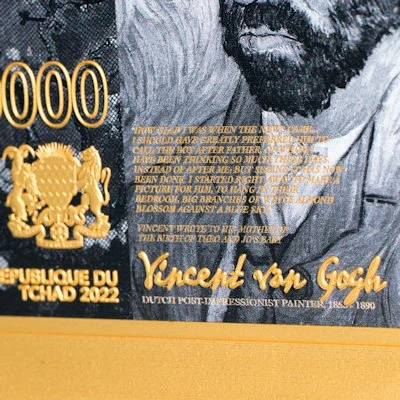 0000
HOW GLAD I WAS WHEN THE NEWS CAME...
I SHOULD HAVE GREATLY PREFERRED HIM TO
CALL THE BOY AFTER FATHER, OF WHOM I
HAVE BEEN THINKING SO MUCH THESE DAYS,
INSTEAD OF AFTER ME; BUT SEEING IT HAS NOW
BEEN DONE, I STARTED RIGHT AWAY TO MAKE A
PICTURE FOR HIM, TO HANG IN THEIR
BEDROOM, BIG BRANCHES OF WHITE ALMOND
BLOSSOM AGAINST A BLUE SKY.
VINCENT WROTE TO HIS MOTHER ON
THE BIRTH OF THEO AND JO'S BABY
REPUBLIQUE DU
TCHAD 2022
Vincent van Gogh
DUTCH POST-IMPRESSIONIST PAINTER, 1853 - 1890